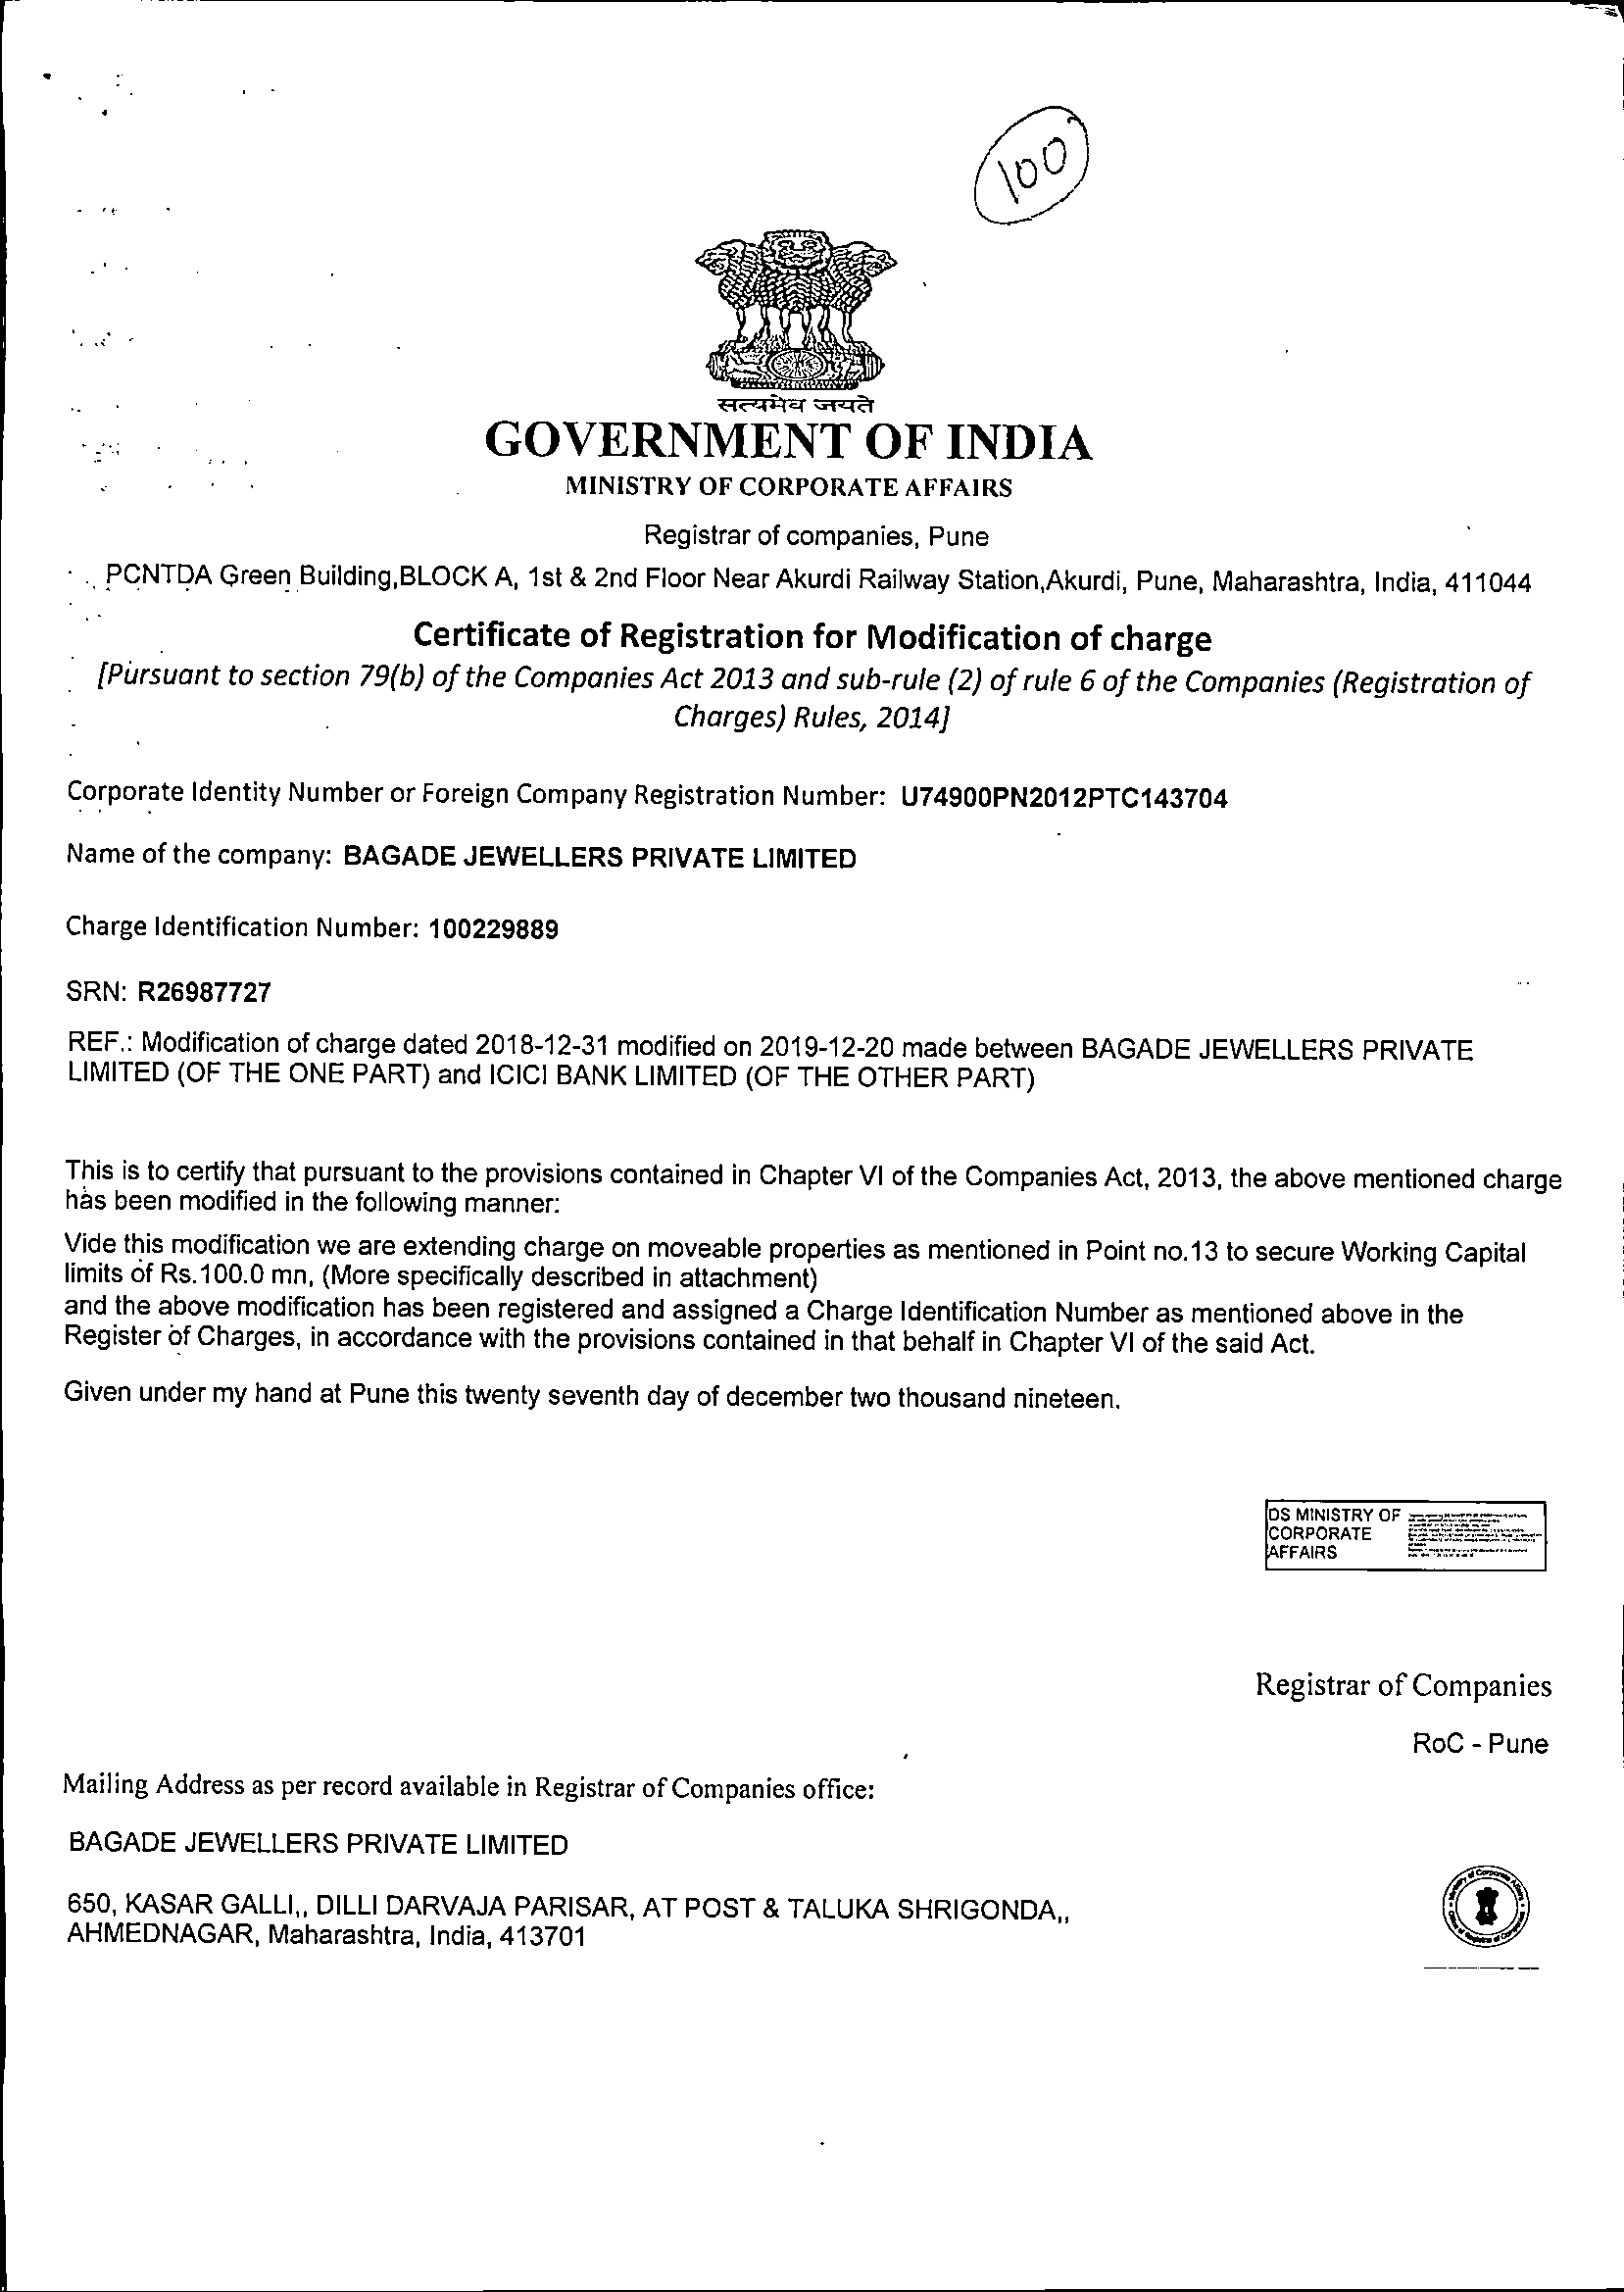 100
सत्यमेव जयते
GOVERNMENT OF INDIA
MINISTRY OF CORPORATE AFFAIRS
Registrar of companies, Pune
PCNTDA Green Building,BLOCK A, 1st & 2nd Floor Near Akurdi Railway Station,Akurdi, Pune, Maharashtra, India, 411044
Certificate of Registration for Modification of charge
[Pursuant to section 79(b) of the Companies Act 2013 and sub-rule (2) of rule 6 of the Companies (Registration of
Charges) Rules, 2014]
Corporate Identity Number or Foreign Company Registration Number: U74900PN2012PTC143704
Name of the company: BAGADE JEWELLERS PRIVATE LIMITED
Charge Identification Number: 100229889
SRN: R26987727
REF.: Modification of charge dated 2018-12-31 modified on 2019-12-20 made between BAGADE JEWELLERS PRIVATE
LIMITED (OF THE ONE PART) and ICICI BANK LIMITED (OF THE OTHER PART)
This is to certify that pursuant to the provisions contained in Chapter VI of the Companies Act, 2013, the above mentioned charge
has been modified in the following manner:
Vide this modification we are extending charge on moveable properties as mentioned in Point no.13 to secure Working Capital
limits of Rs.100.0 mn, (More specifically described in attachment)
and the above modification has been registered and assigned a Charge Identification Number as mentioned above in the
Register of Charges, in accordance with the provisions contained in that behalf in Chapter VI of the said Act.
Given under my hand at Pune this twenty seventh day of december two thousand nineteen.
DS MINISTRY OF
CORPORATE
AFFAIRS
Registrar of Companies
RoC - Pune
Mailing Address as per record available in Registrar of Companies office:
BAGADE JEWELLERS PRIVATE LIMITED
650, KASAR GALLI,, DILLI DARVAJA PARISAR, AT POST & TALUKA SHRIGONDA,,
AHMEDNAGAR, Maharashtra, India, 413701